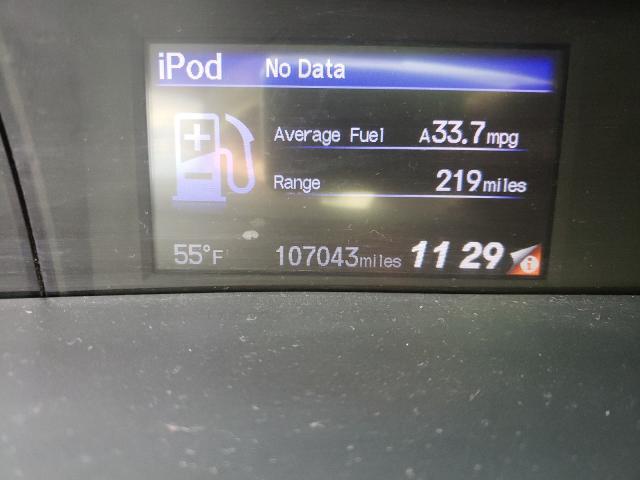 iPod No Data
Average Fuel A33.7mpg
Range 219miles
55°F 107043miles 11 29 i